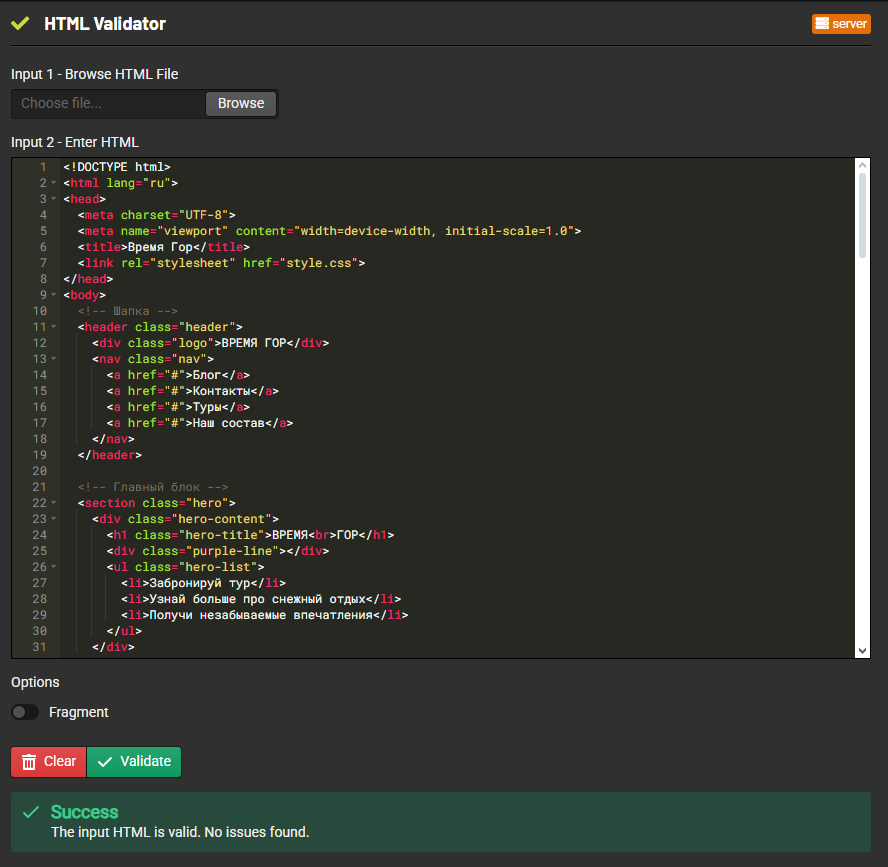 HTML Validator
server
Input 1 - Browse HTML File
Choose file...
Browse
Input 2 - Enter HTML
1 <!DOCTYPE html>
2 <html lang="ru">
3 <head>
4 <meta charset="UTF-8">
5 <meta name="viewport" content="width=device-width, initial-scale=1.0">
6 <title>Время Гор</title>
7 <link rel="stylesheet" href="style.css">
8 </head>
9 <body>
10 <!-- Шапка -->
11 <header class="header">
12 <div class="logo">ВРЕМЯ ГОР</div>
13 <nav class="nav">
14 <a href="#">Блог</a>
15 <a href="#">Контакты</a>
16 <a href="#">Туры</a>
17 <a href="#">Наш состав</a>
18 </nav>
19 </header>
20
21 <!-- Главный блок -->
22 <section class="hero">
23 <div class="hero-content">
24 <h1 class="hero-title">ВРЕМЯ<br>ГОР</h1>
25 <div class="purple-line"></div>
26 <ul class="hero-list">
27 <li>Забронируй тур</li>
28 <li>Узнай больше про снежный отдых</li>
29 <li>Получи незабываемые впечатления</li>
30 </ul>
31 </div>
Options
Fragment
Clear
Validate
Success
The input HTML is valid. No issues found.